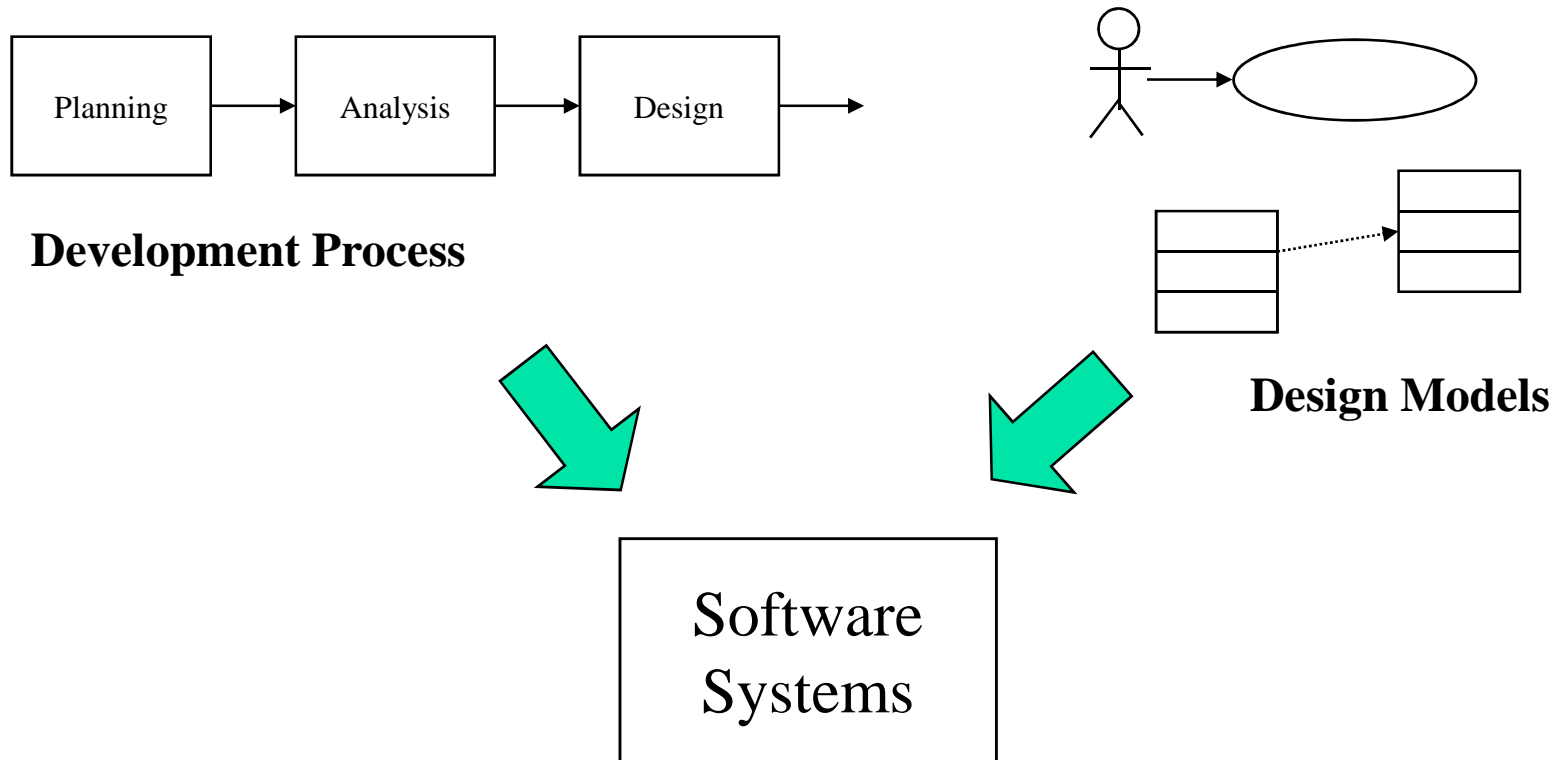 Planning
Analysis
Design
Development Process
Design Models
Software
Systems